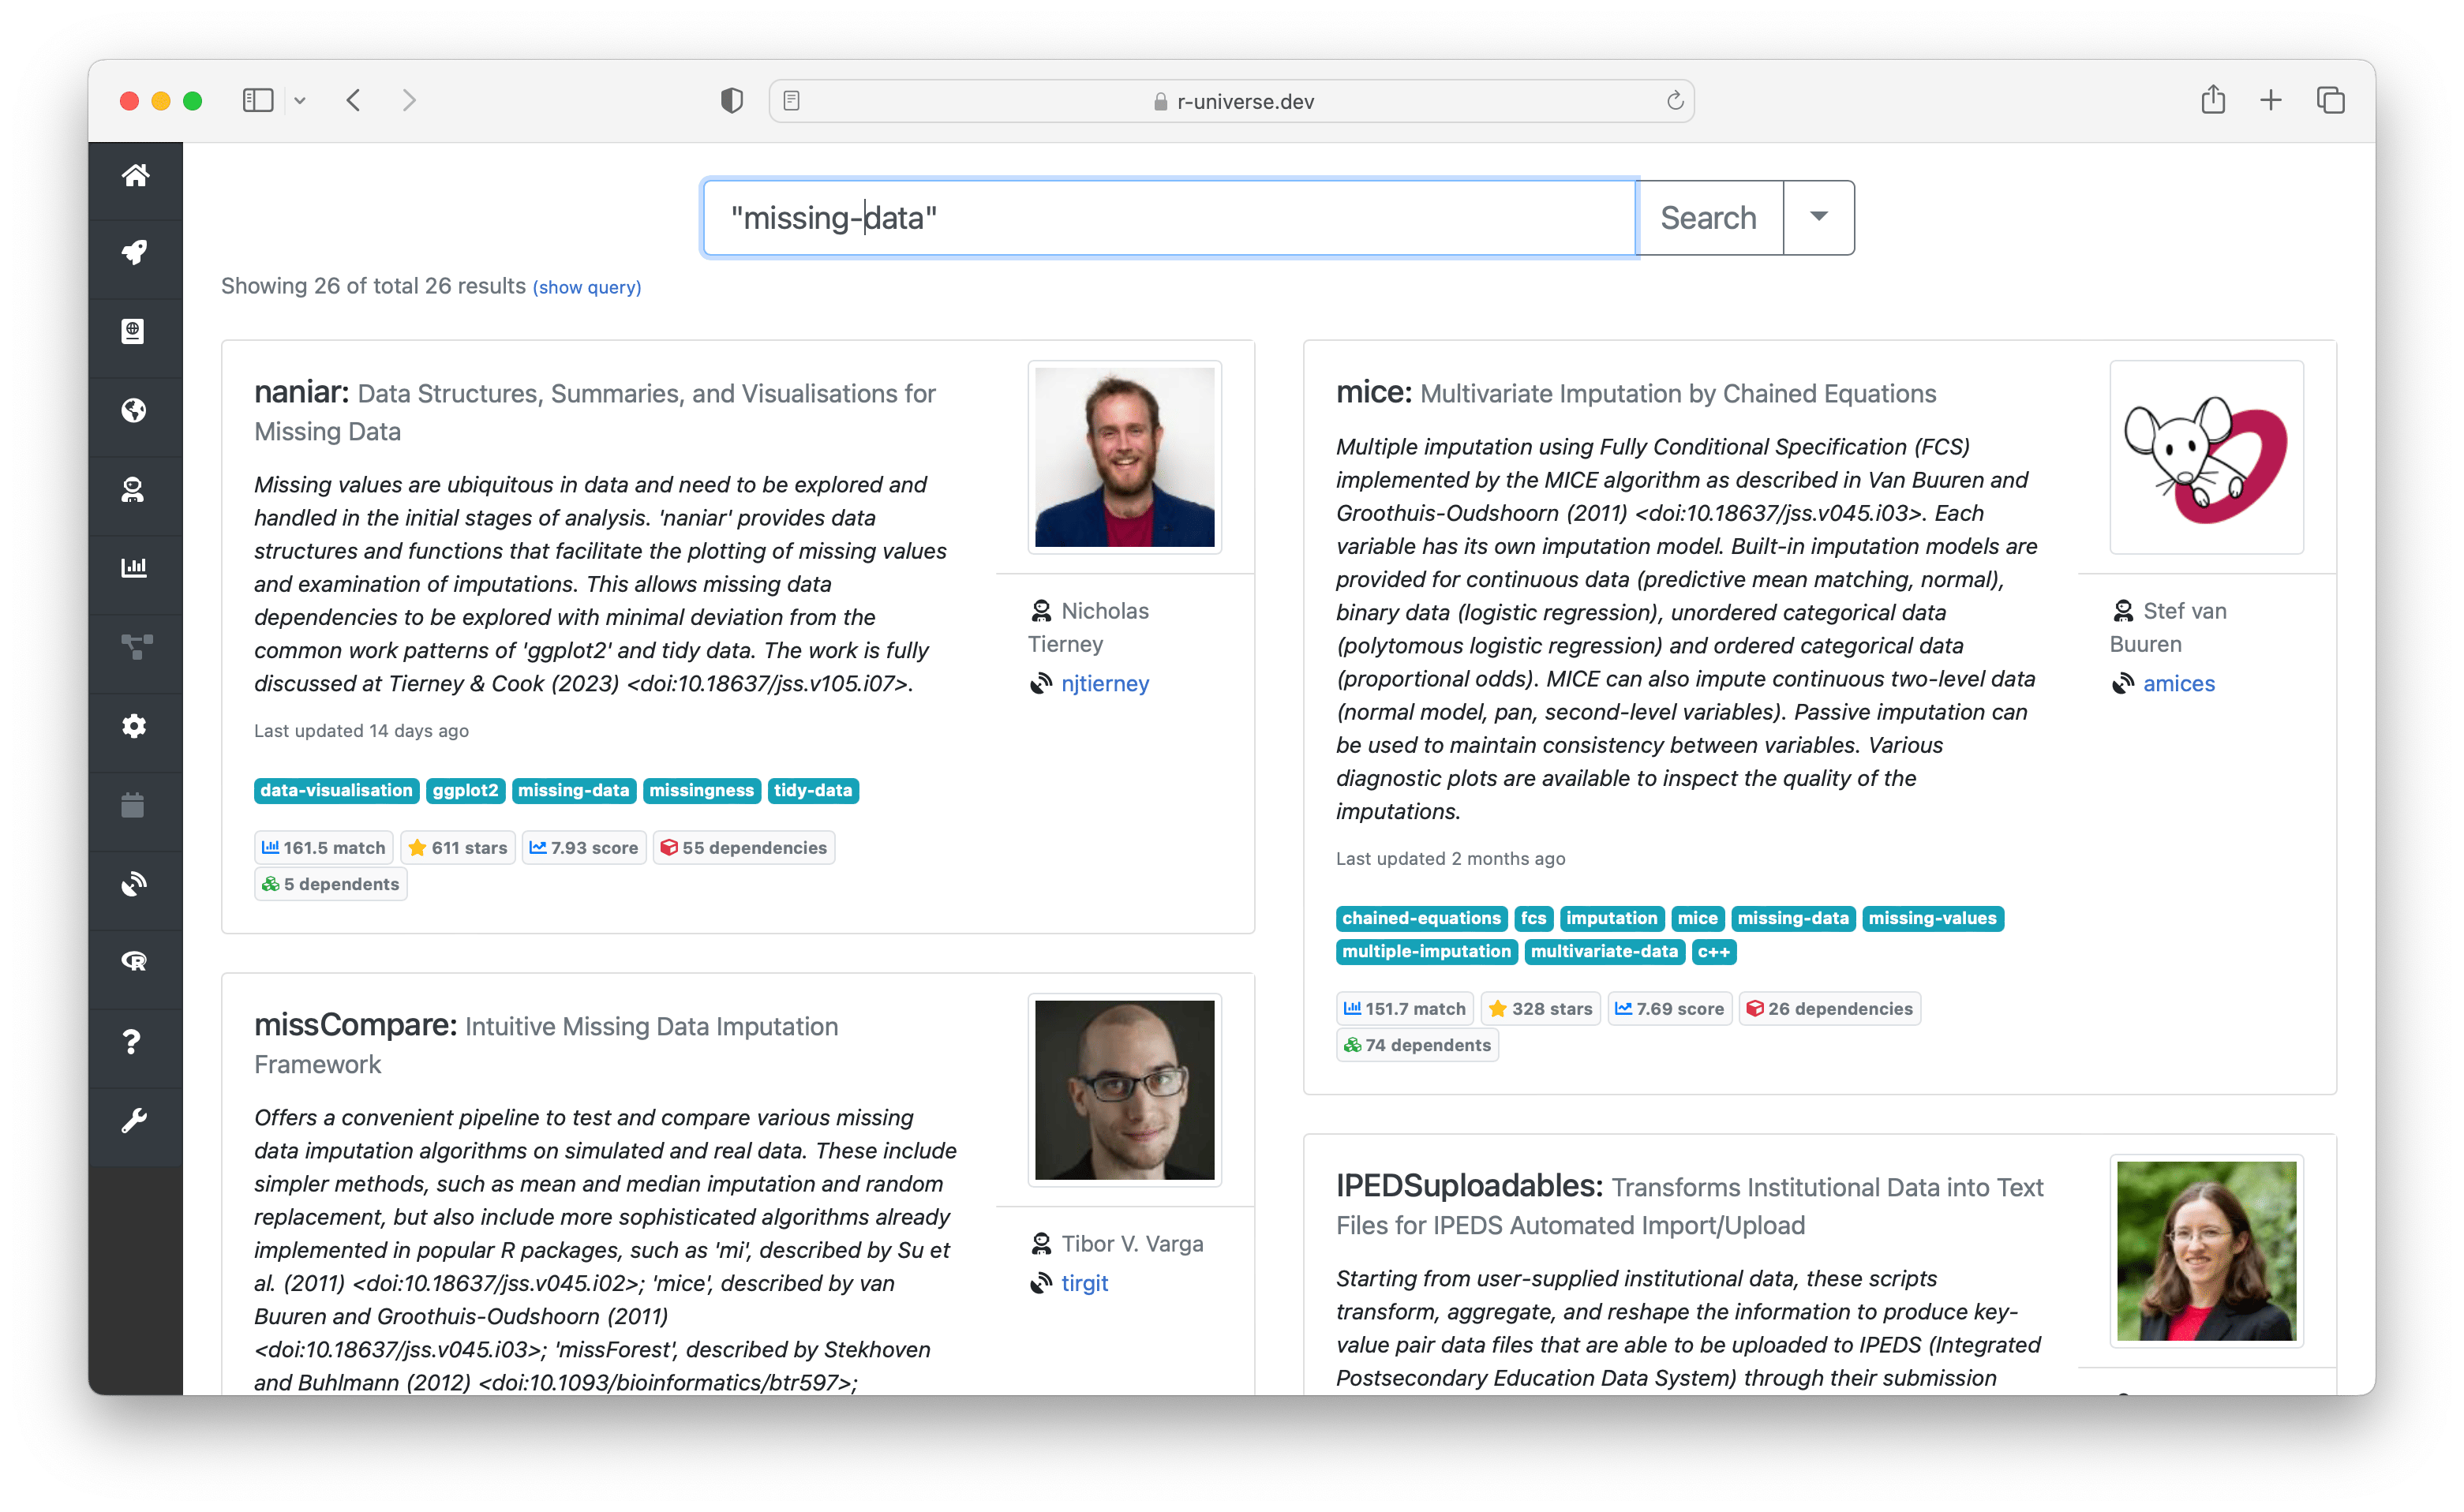 r-universe.dev
"missing-data"
Search
Showing 26 of total 26 results (show query)
naniar: Data Structures, Summaries, and Visualisations for
Missing Data
Missing values are ubiquitous in data and need to be explored and
handled in the initial stages of analysis. 'naniar' provides data
structures and functions that facilitate the plotting of missing values
and examination of imputations. This allows missing data
dependencies to be explored with minimal deviation from the
common work patterns of 'ggplot2' and tidy data. The work is fully
discussed at Tierney & Cook (2023) <doi:10.18637/jss.v105.i07>.
Last updated 14 days ago
data-visualisation ggplot2 missing-data missingness tidy-data
161.5 match 611 stars 7.93 score 55 dependencies
5 dependents
Nicholas
Tierney
njtierney
mice: Multivariate Imputation by Chained Equations
Multiple imputation using Fully Conditional Specification (FCS)
implemented by the MICE algorithm as described in Van Buuren and
Groothuis-Oudshoorn (2011) <doi:10.18637/jss.v045.i03>. Each
variable has its own imputation model. Built-in imputation models are
provided for continuous data (predictive mean matching, normal),
binary data (logistic regression), unordered categorical data
(polytomous logistic regression) and ordered categorical data
(proportional odds). MICE can also impute continuous two-level data
(normal model, pan, second-level variables). Passive imputation can
be used to maintain consistency between variables. Various
diagnostic plots are available to inspect the quality of the
imputations.
Last updated 2 months ago
chained-equations fcs imputation mice missing-data missing-values
multiple-imputation multivariate-data c++
151.7 match 328 stars 7.69 score 26 dependencies
74 dependents
Stef van
Buuren
amices
missCompare: Intuitive Missing Data Imputation
Framework
Offers a convenient pipeline to test and compare various missing
data imputation algorithms on simulated and real data. These include
simpler methods, such as mean and median imputation and random
replacement, but also include more sophisticated algorithms already
implemented in popular R packages, such as 'mi', described by Su et
al. (2011) <doi:10.18637/jss.v045.i02>; 'mice', described by van
Buuren and Groothuis-Oudshoorn (2011)
<doi:10.18637/jss.v045.i03>; 'missForest', described by Stekhoven
and Buhlmann (2012) <doi:10.1093/bioinformatics/btr597>;
Tibor V. Varga
tirgit
IPEDSuploadables: Transforms Institutional Data into Text
Files for IPEDS Automated Import/Upload
Starting from user-supplied institutional data, these scripts
transform, aggregate, and reshape the information to produce key-
value pair data files that are able to be uploaded to IPEDS (Integrated
Postsecondary Education Data System) through their submission